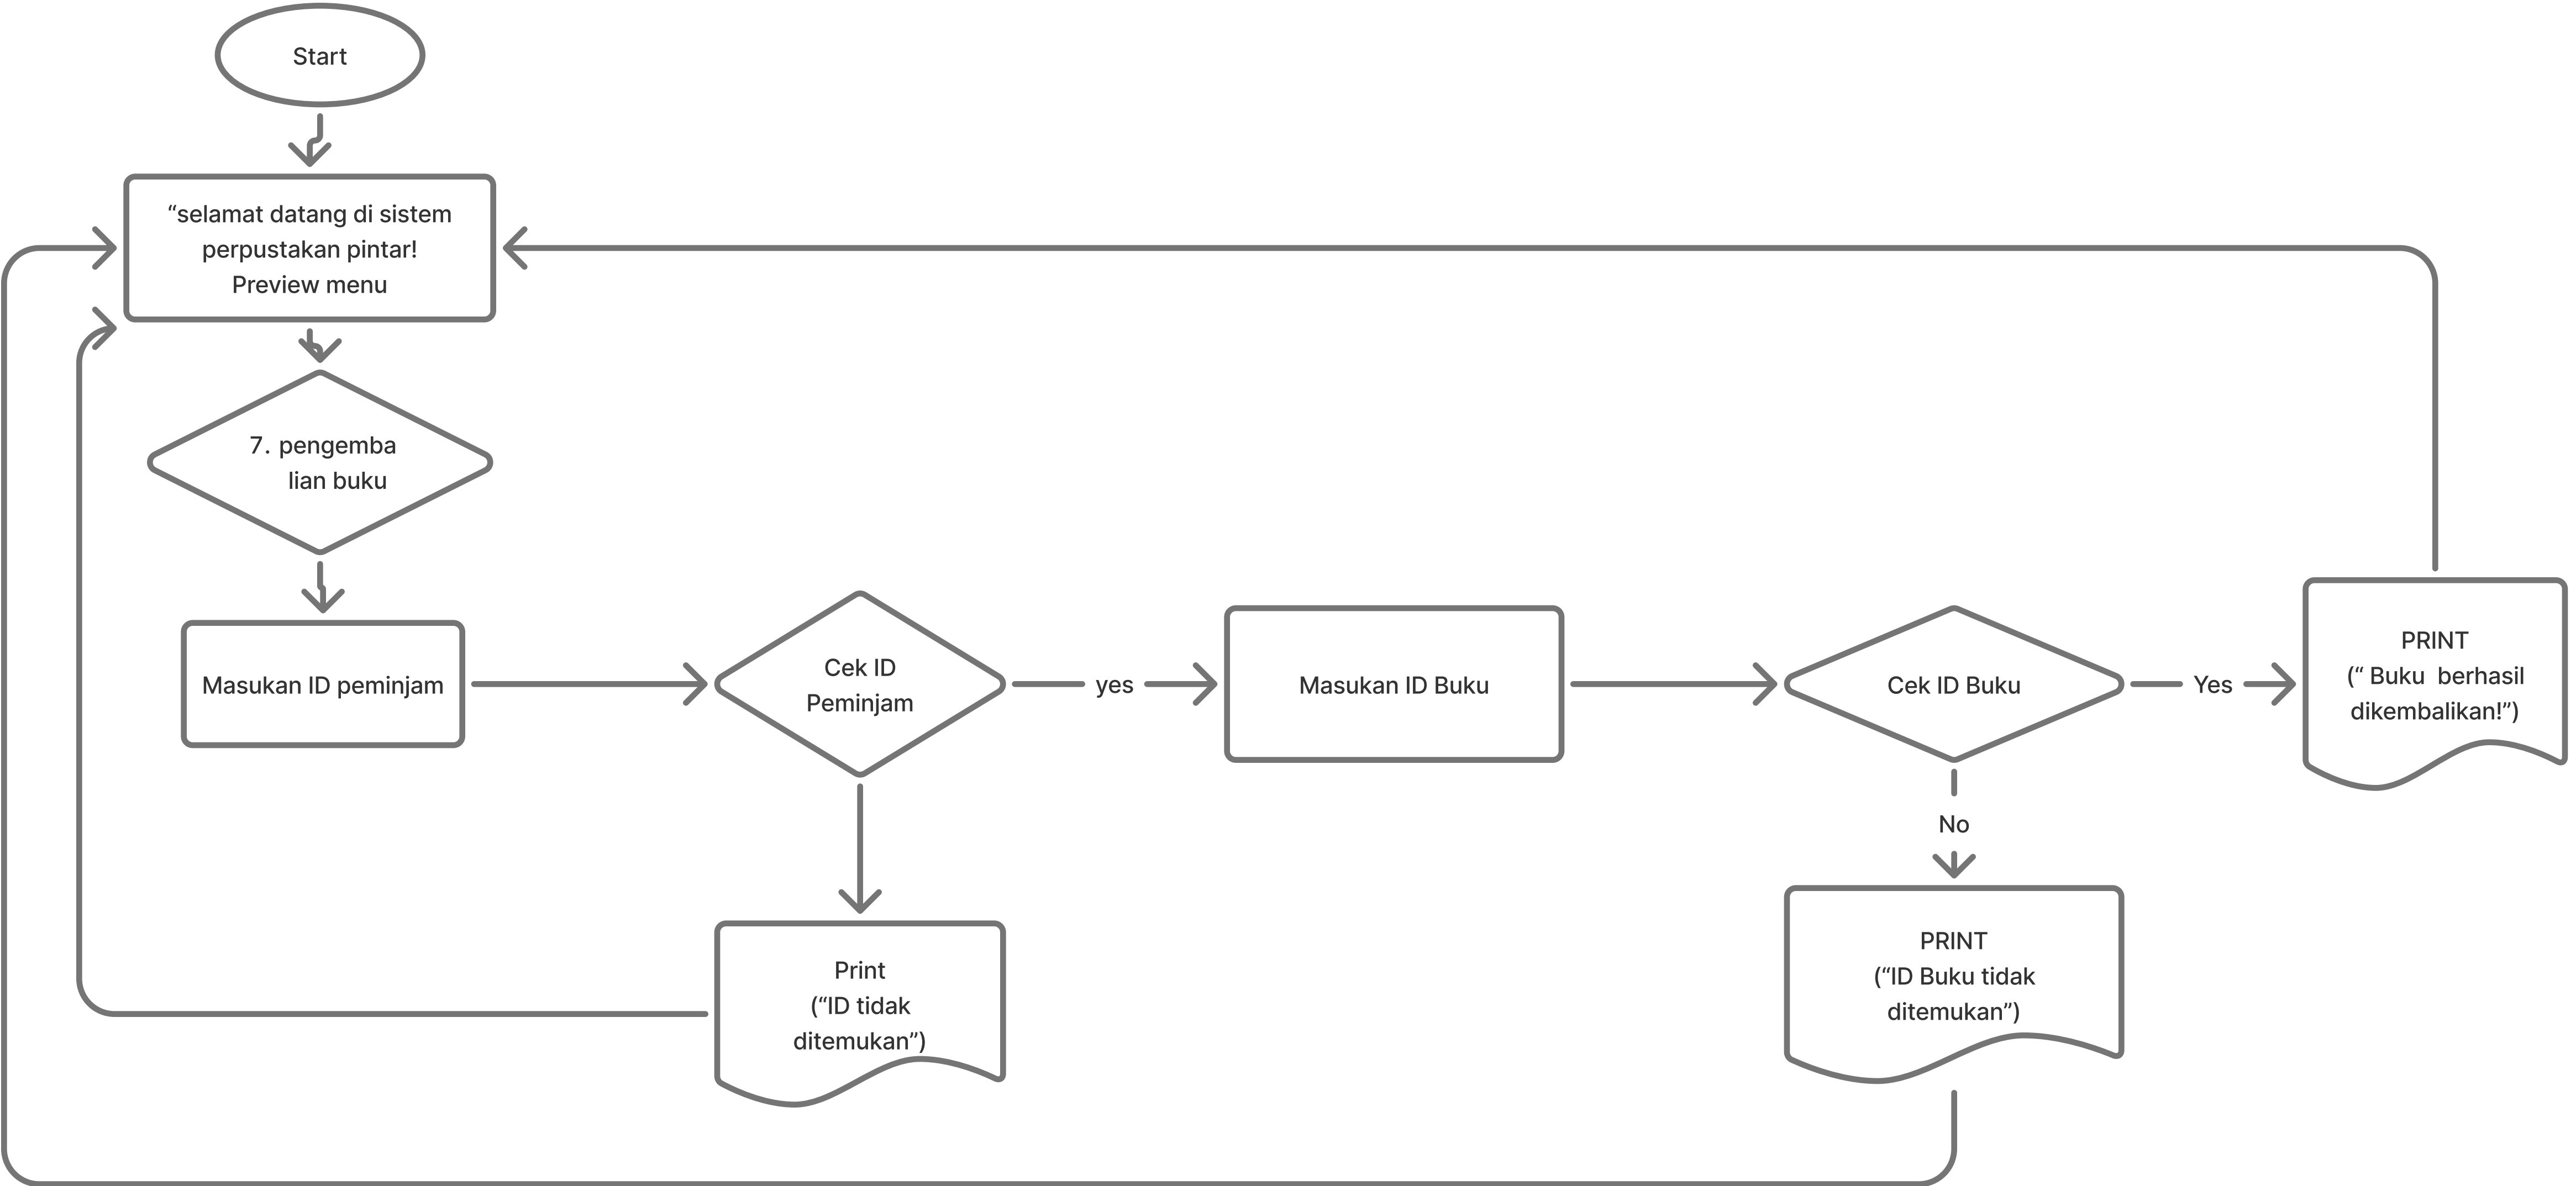 Start
“selamat datang di sistem
perpustakan pintar!
Preview menu
7. pengemba
lian buku
Masukan ID peminjam
Cek ID
Peminjam
yes
Masukan ID Buku
Cek ID Buku
Yes
PRINT
(“ Buku  berhasil
dikembalikan!”)
No
Print
(“ID tidak
ditemukan”)
PRINT
(“ID Buku tidak
ditemukan”)